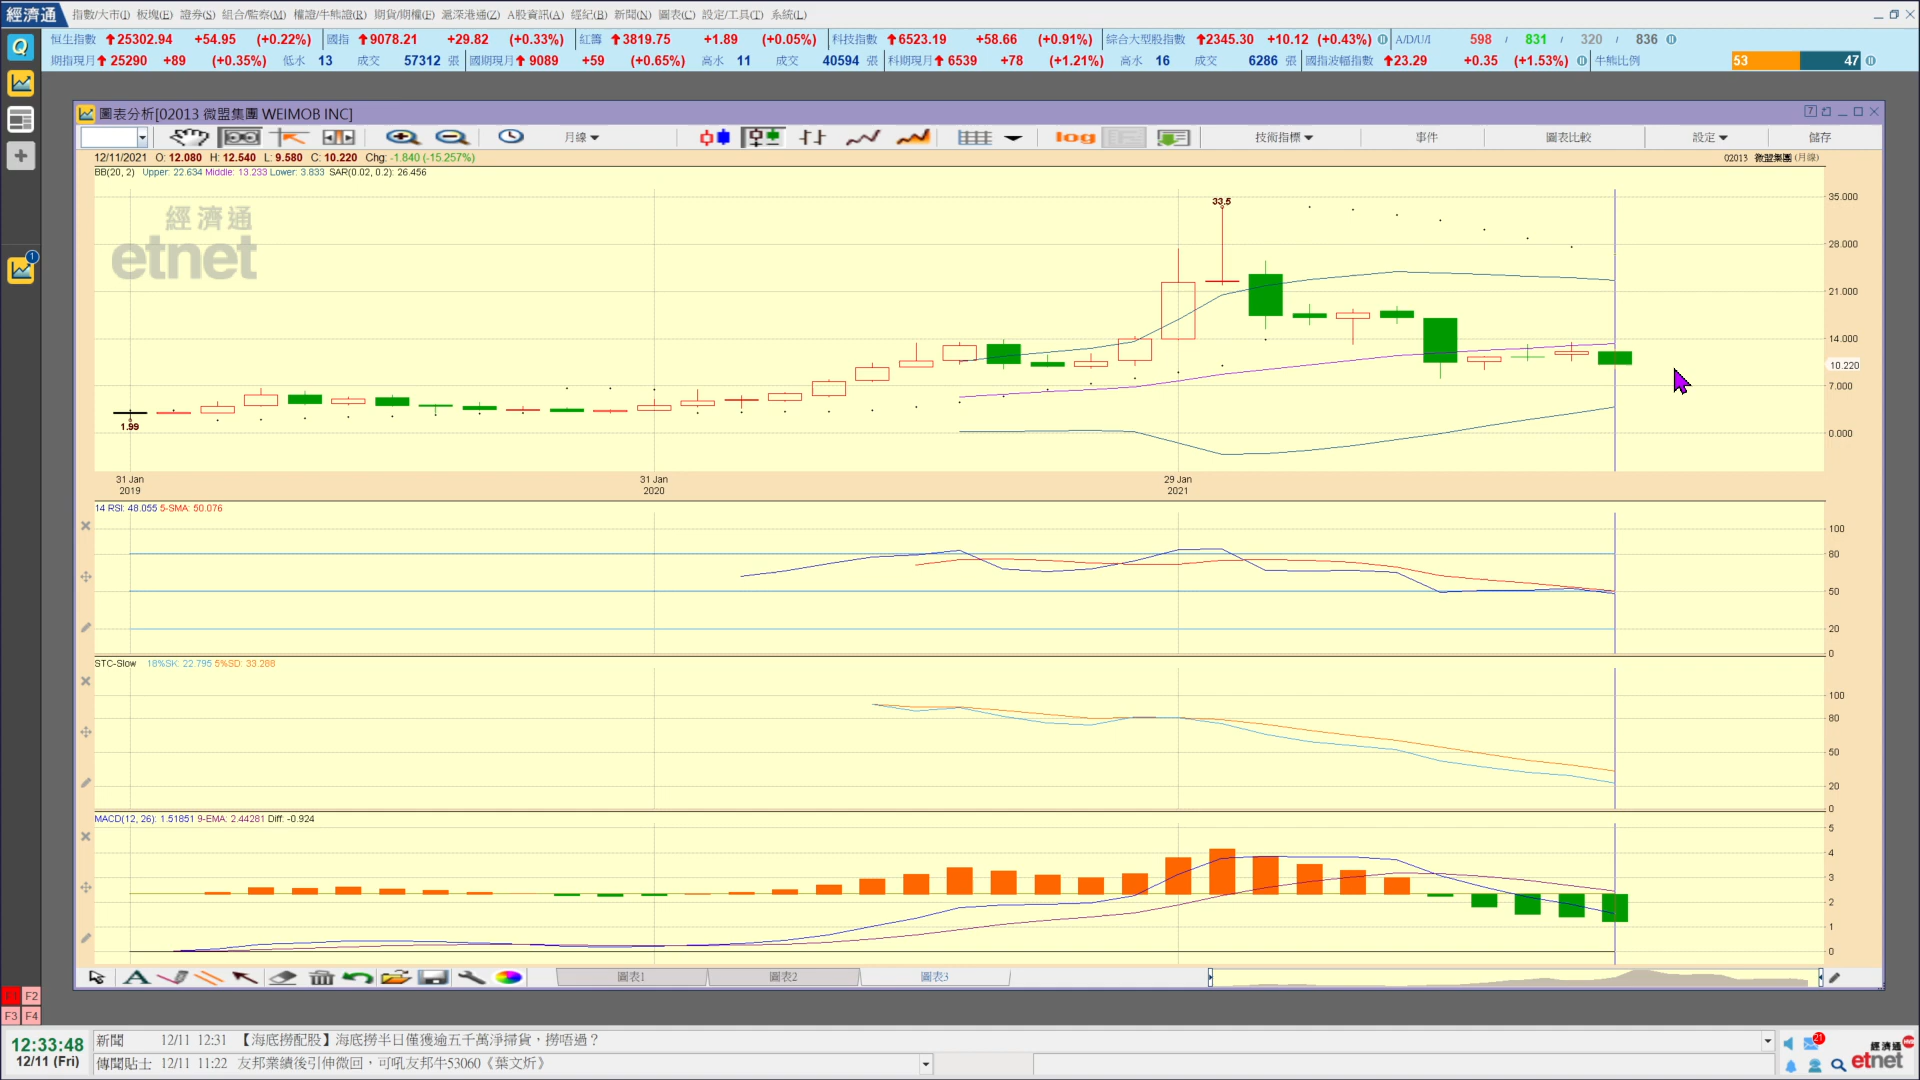 經濟通 指數/大市(I) 板塊(E) 證券(S) 組合/監察(M) 權證/牛熊證(R) 期貨/期權(F) 滬深港通(Z) A股資訊(A) 經紀(B) 新聞(N) 圖表(C) 設定/工具(T) 系統(L)
恒生指數 25302.94 +54.95 (+0.22%) 國指 9078.21 +29.82 (+0.33%) 紅籌 3819.75 +1.89 (+0.05%) 科技指數 6523.19 +58.66 (+0.91%) 綜合大型股指數 2345.30 +10.12 (+0.43%) A/D/U/I 598 / 831 / 320 / 836
期指現月 25290 +89 (+0.35%) 低水 13 成交 57312 張 國期現月 9089 +59 (+0.65%) 高水 11 成交 40594 張 科期現月 6539 +78 (+1.21%) 高水 16 成交 6286 張 國指波幅指數 23.29 +0.35 (+1.53%) 牛熊比例 53 47
圖表分析[02013 微盟集團 WEIMOB INC]
月線 log 技術指標 事件 圖表比較 設定 儲存
12/11/2021 O: 12.080 H: 12.540 L: 9.580 C: 10.220 Chg: -1.840 (-15.257%) 02013 微盟集團 (月線)
BB(20, 2) Upper: 22.634 Middle: 13.233 Lower: 3.833 SAR(0.02, 0.2): 26.456
經濟通
etnet
33.5
1.99
35.000
28.000
21.000
14.000
10.220
7.000
0.000
31 Jan 31 Jan 29 Jan
2019 2020 2021
14 RSI: 48.055 5-SMA: 50.076
100
80
50
20
0
STC-Slow 18%SK: 22.795 5%SD: 33.288
100
80
50
20
0
MACD(12, 26): 1.51851 9-EMA: 2.44281 Diff: -0.924
5
4
3
2
1
0
A 圖表1 圖表2 圖表3
F1 F2
F3 F4
12:33:48
12/11 (Fri)
新聞 12/11 12:31 【海底撈配股】海底撈半日僅獲逾五千萬淨掃貨，撈唔過？
傳聞貼士 12/11 11:22 友邦業績後引伸微回，可吼友邦牛53060《葉文炘》
21
經濟通
etnet